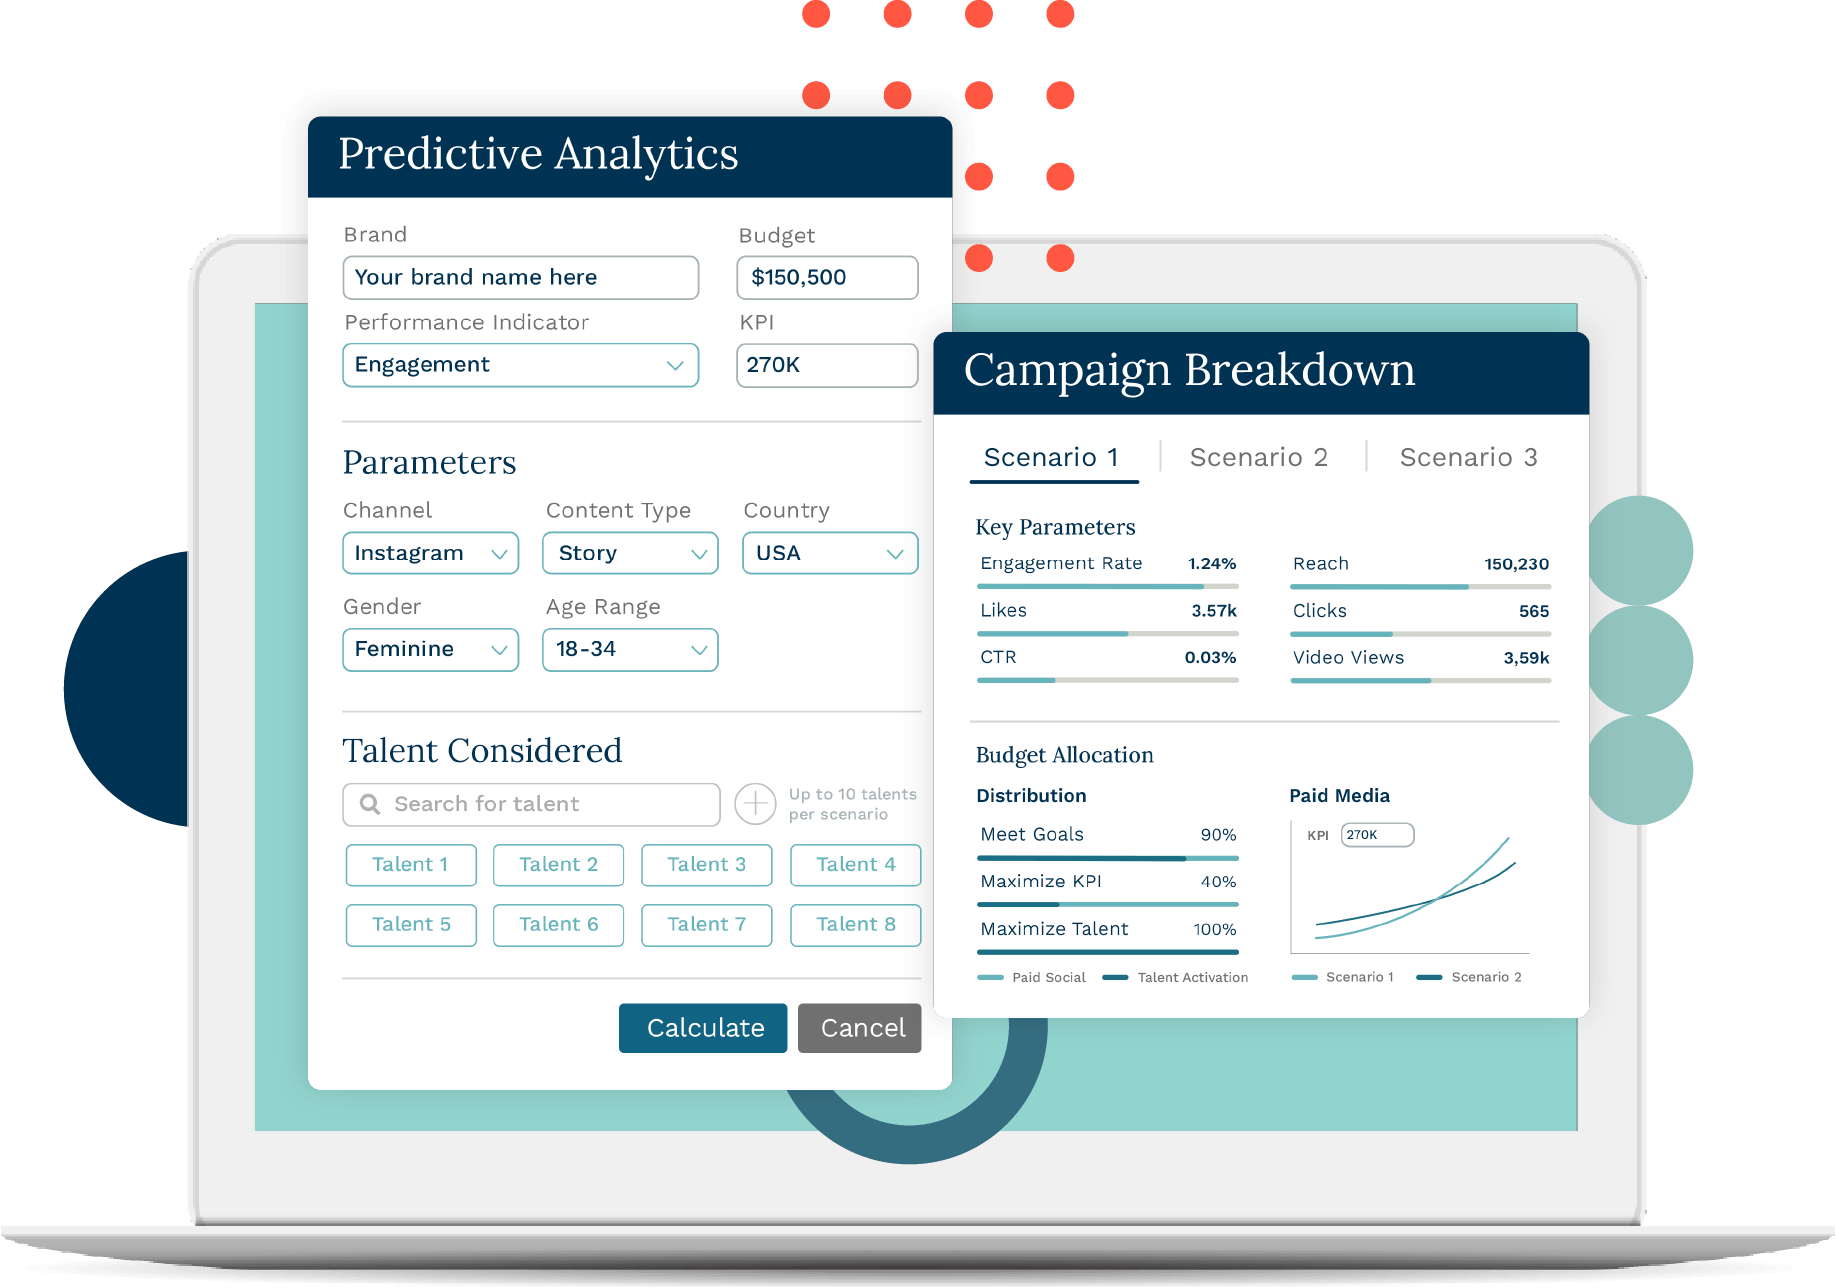 Predictive Analytics
Brand
Budget
Your brand name here
$150,500
Performance Indicator
KPI
Engagement
270K
Parameters
Channel
Content Type
Country
Instagram
Story
USA
Gender
Age Range
Feminine
18-34
Talent Considered
Search for talent
Up to 10 talents
per scenario
Talent 1
Talent 2
Talent 3
Talent 4
Talent 5
Talent 6
Talent 7
Talent 8
Calculate
Cancel
Campaign Breakdown
Scenario 1
Scenario 2
Scenario 3
Key Parameters
Engagement Rate 1.24%
Reach 150,230
Likes 3.57k
Clicks 565
CTR 0.03%
Video Views 3,59k
Budget Allocation
Distribution
Meet Goals 90%
Maximize KPI 40%
Maximize Talent 100%
Paid Social
Talent Activation
Paid Media
KPI 270K
Scenario 1
Scenario 2